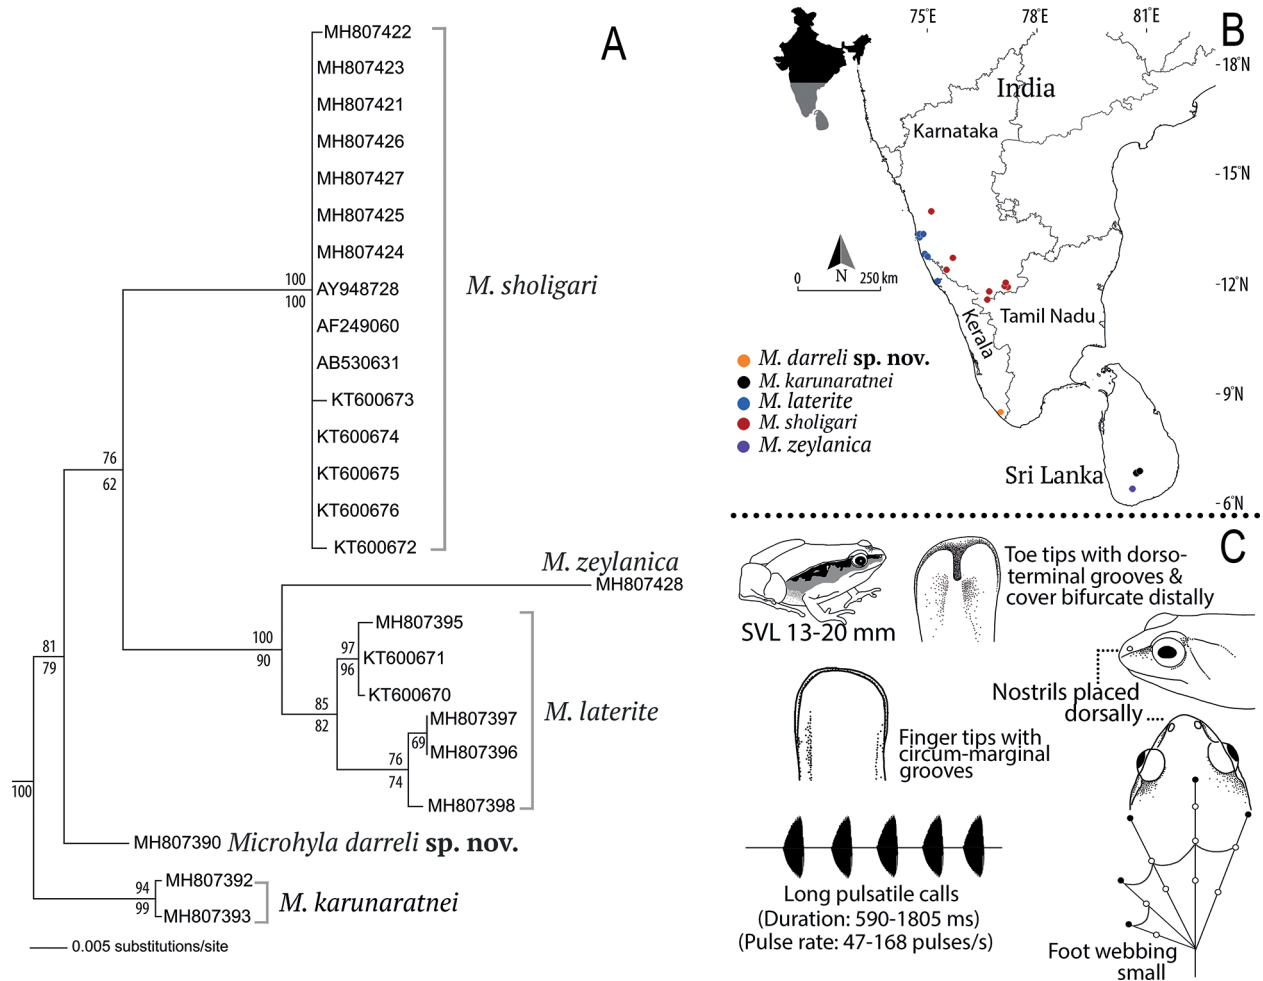 A
MH807422
MH807423
MH807421
MH807426
MH807427
MH807425
MH807424
AY948728
AF249060
AB530631
KT600673
KT600674
KT600675
KT600676
KT600672
M. sholigari
100
100
76
62
M. zeylanica
MH807428
81
79
100
90
MH807395
97
KT600671
96
KT600670
85
82
MH807397
69
MH807396
76
74
MH807398
M. laterite
100
MH807390 Microhyla darreli sp. nov.
94
99
MH807392
MH807393
M. karunaratnei
0.005 substitutions/site
B
75°E
78°E
81°E
18°N
15°N
12°N
9°N
6°N
India
Karnataka
Kerala
Tamil Nadu
Sri Lanka
N
0
250 km
M. darreli sp. nov.
M. karunaratnei
M. laterite
M. sholigari
M. zeylanica
C
SVL 13-20 mm
Toe tips with dorso-
terminal grooves &
cover bifurcate distally
Nostrils placed
dorsally
Finger tips with
circum-marginal
grooves
Long pulsatile calls
(Duration: 590-1805 ms)
(Pulse rate: 47-168 pulses/s)
Foot webbing
small